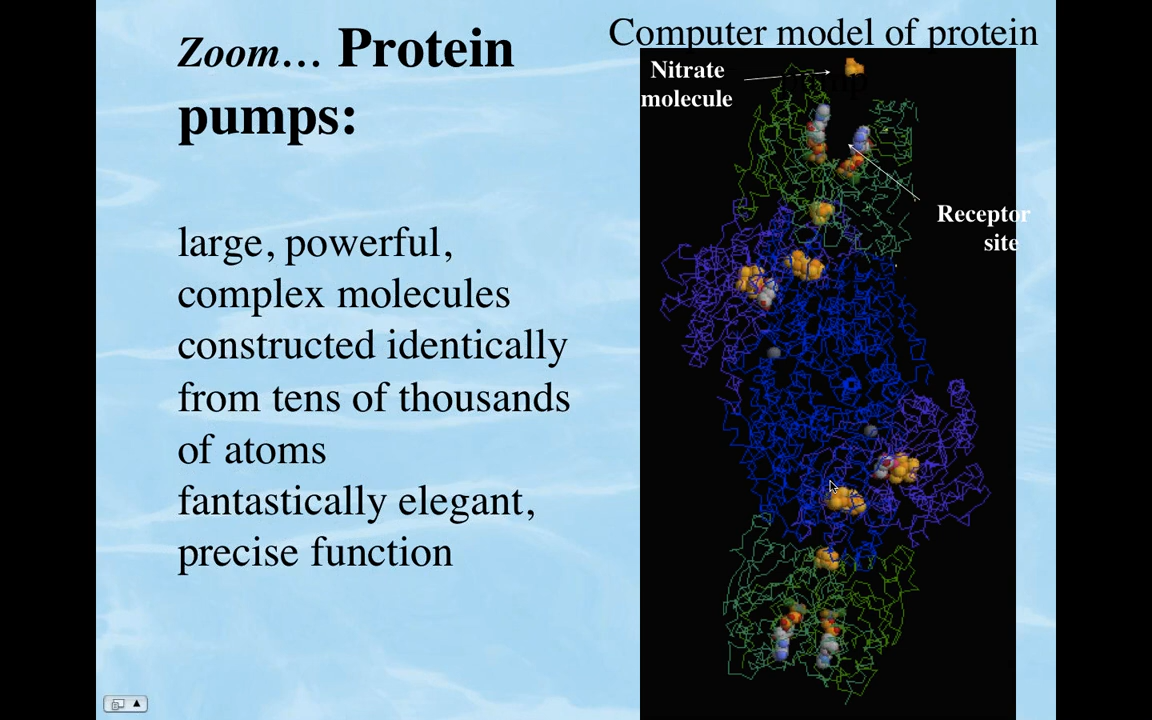 Zoom… Protein
pumps:
large, powerful,
complex molecules
constructed identically
from tens of thousands
of atoms
fantastically elegant,
precise function
Computer model of protein
pump
Nitrate
molecule
Receptor
site